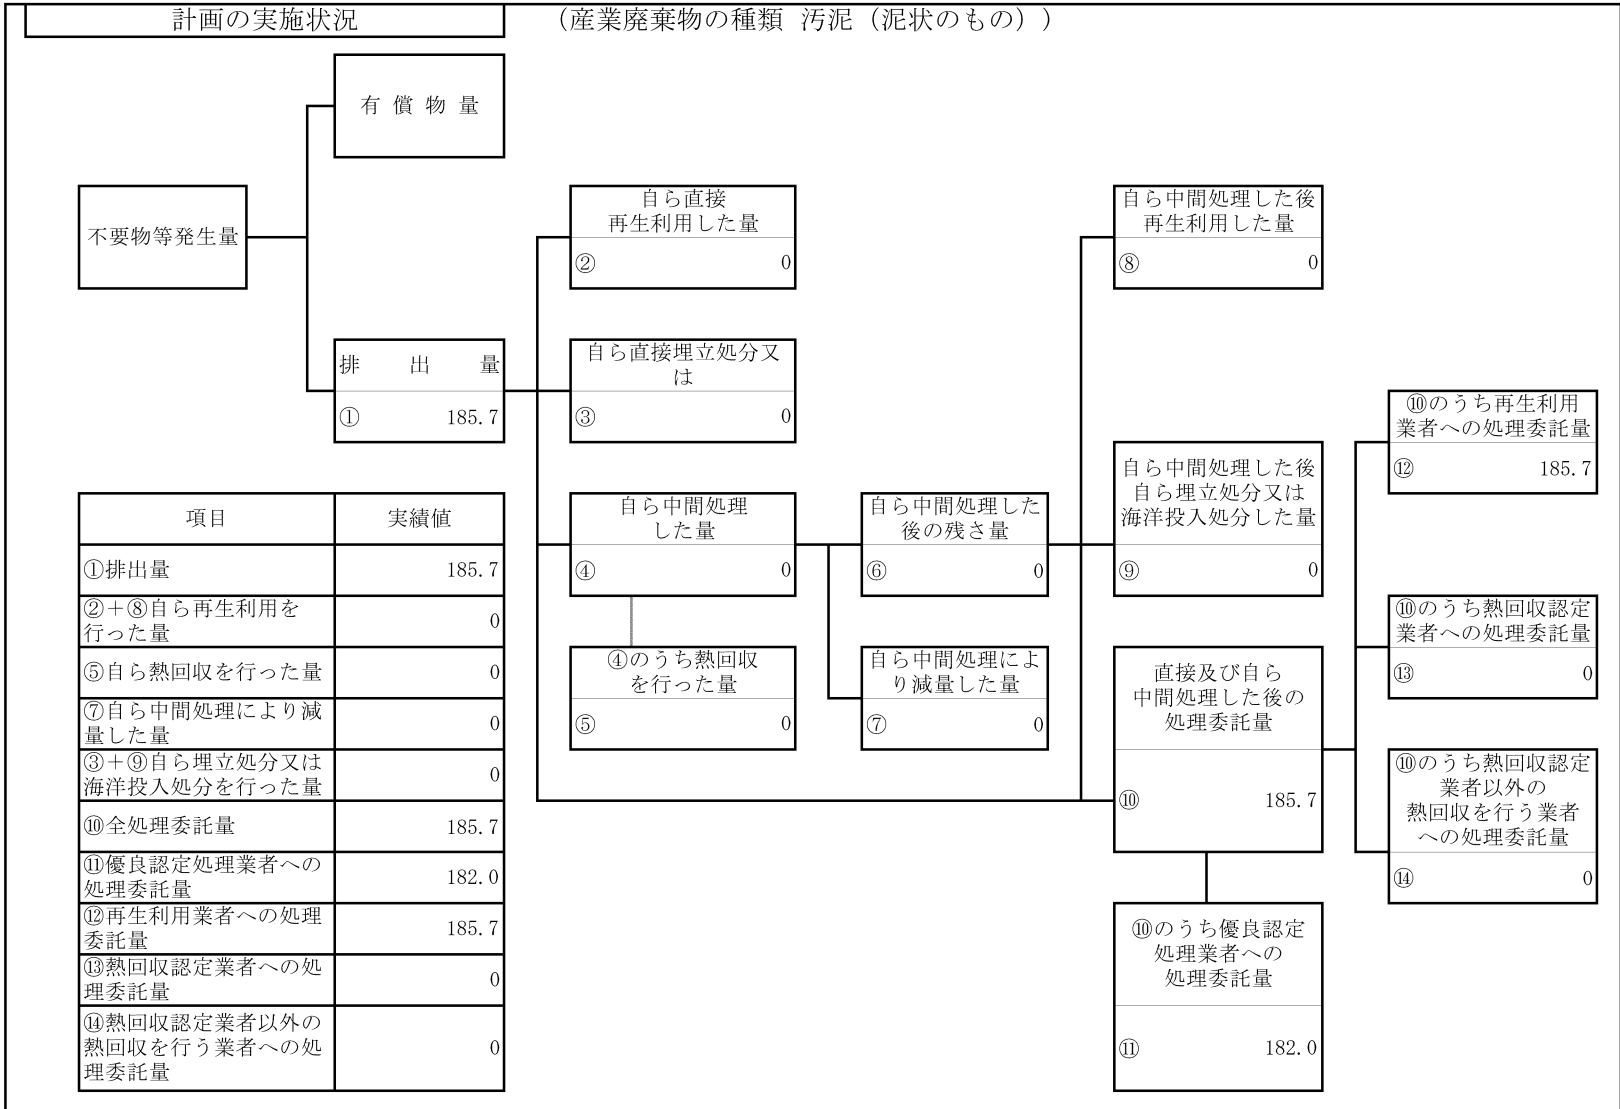 計画の実施状況
（産業廃棄物の種類 汚泥（泥状のもの））
有償物量
不要物等発生量
排出量
① 185.7
自ら直接
再生利用した量
② 0
自ら直接埋立処分又
は
③ 0
自ら中間処理
した量
④ 0
④のうち熱回収
を行った量
⑤ 0
自ら中間処理した
後の残さ量
⑥ 0
自ら中間処理によ
り減量した量
⑦ 0
自ら中間処理した後
再生利用した量
⑧ 0
自ら中間処理した後
自ら埋立処分又は
海洋投入処分した量
⑨ 0
直接及び自ら
中間処理した後の
処理委託量
⑩ 185.7
⑩のうち優良認定
処理業者への
処理委託量
⑪ 182.0
⑩のうち再生利用
業者への処理委託量
⑫ 185.7
⑩のうち熱回収認定
業者への処理委託量
⑬ 0
⑩のうち熱回収認定
業者以外の
熱回収を行う業者
への処理委託量
⑭ 0
項目 実績値
①排出量 185.7
②＋⑧自ら再生利用を
行った量 0
⑤自ら熱回収を行った量 0
⑦自ら中間処理により減
量した量 0
③＋⑨自ら埋立処分又は
海洋投入処分を行った量 0
⑩全処理委託量 185.7
⑪優良認定処理業者への
処理委託量 182.0
⑫再生利用業者への処理
委託量 185.7
⑬熱回収認定業者への処
理委託量 0
⑭熱回収認定業者以外の
熱回収を行う業者への処
理委託量 0